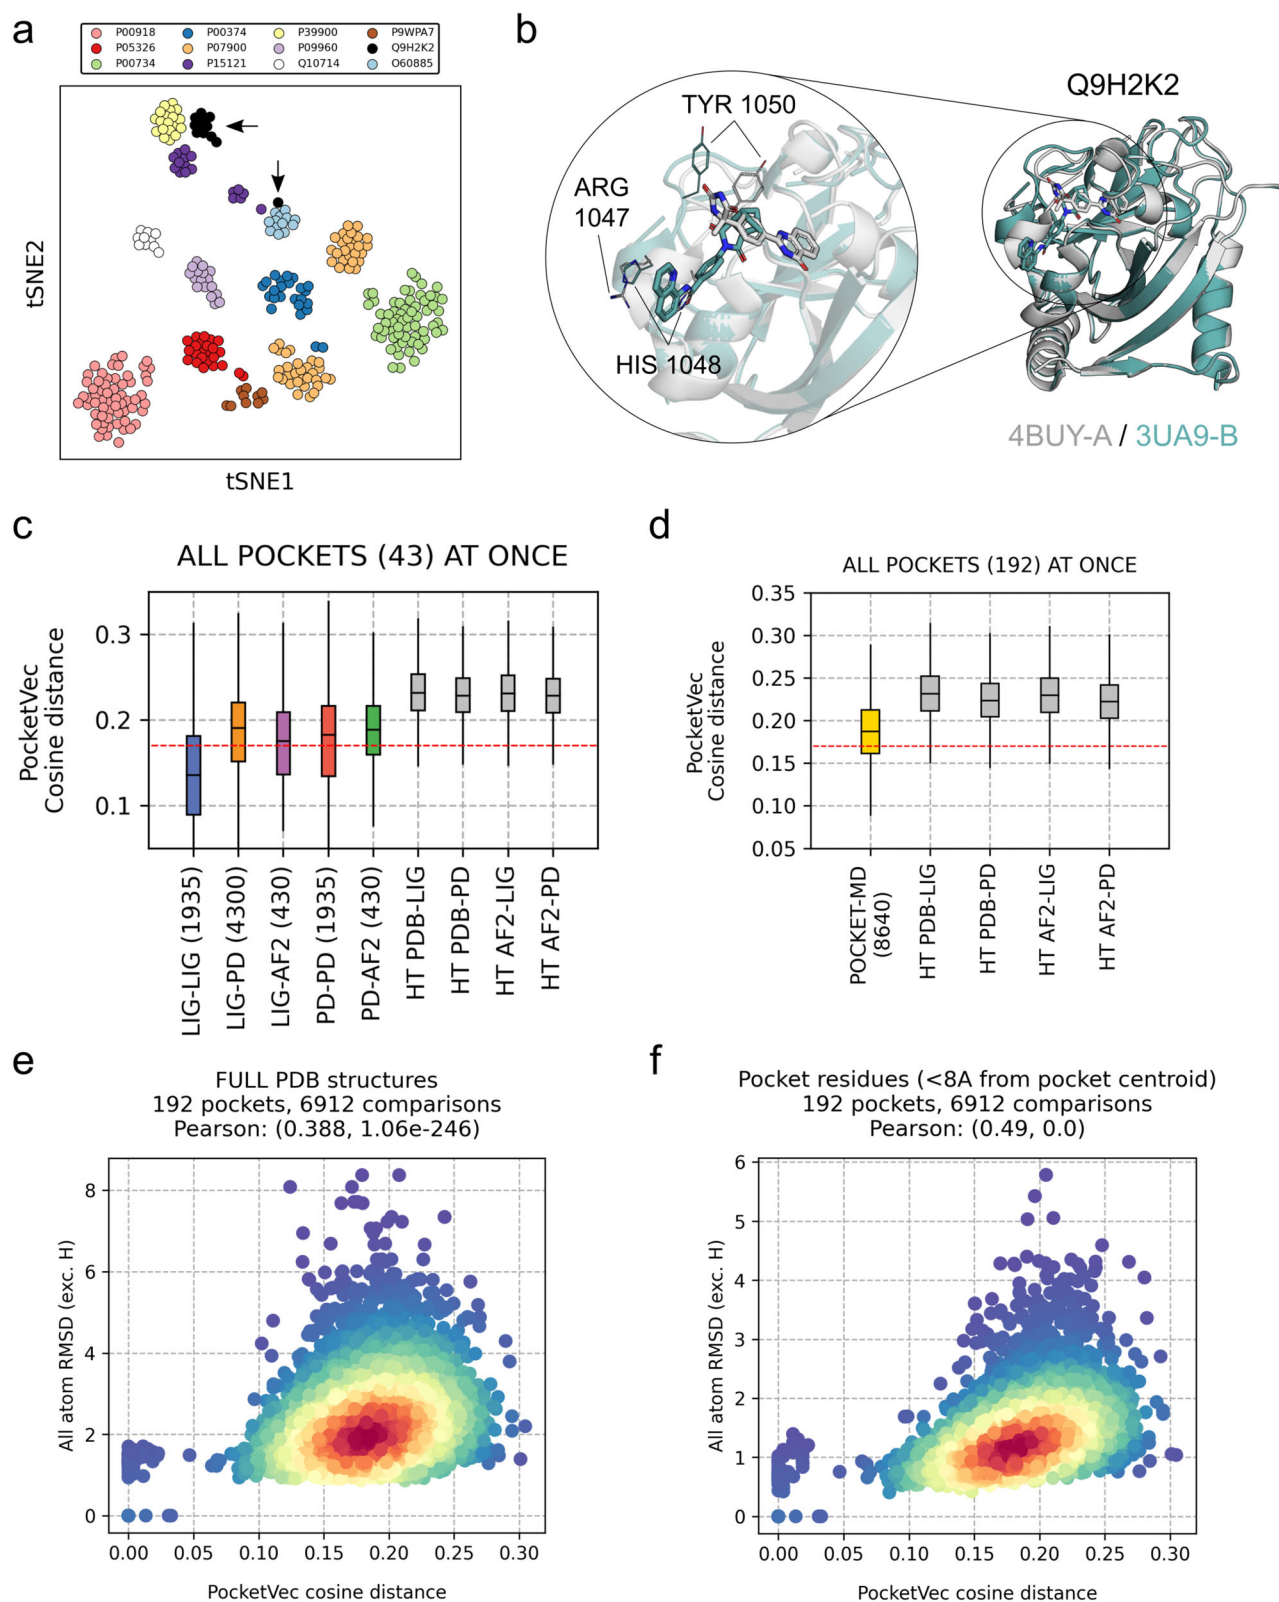 a
P00918
P00374
P39900
P9WPA7
P05326
P07900
P09960
Q9H2K2
P00734
P15121
Q10714
O60885
tSNE2
tSNE1
b
TYR 1050
ARG
1047
HIS 1048
Q9H2K2
4BUY-A / 3UA9-B
c
ALL POCKETS (43) AT ONCE
PocketVec
Cosine distance
0.3
0.2
0.1
LIG-LIG (1935)
LIG-PD (4300)
LIG-AF2 (430)
PD-PD (1935)
PD-AF2 (430)
HT PDB-LIG
HT PDB-PD
HT AF2-LIG
HT AF2-PD
d
ALL POCKETS (192) AT ONCE
PocketVec
Cosine distance
0.35
0.30
0.25
0.20
0.15
0.10
0.05
POCKET-MD
(8640)
HT PDB-LIG
HT PDB-PD
HT AF2-LIG
HT AF2-PD
e
FULL PDB structures
192 pockets, 6912 comparisons
Pearson: (0.388, 1.06e-246)
All atom RMSD (exc. H)
8
6
4
2
0
0.00 0.05 0.10 0.15 0.20 0.25 0.30
PocketVec cosine distance
f
Pocket residues (<8A from pocket centroid)
192 pockets, 6912 comparisons
Pearson: (0.49, 0.0)
All atom RMSD (exc. H)
6
5
4
3
2
1
0
0.00 0.05 0.10 0.15 0.20 0.25 0.30
PocketVec cosine distance